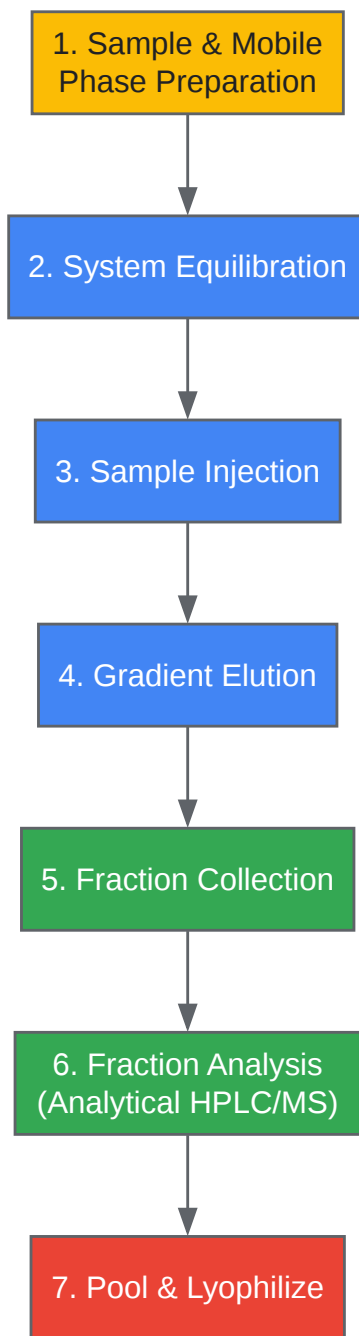 1. Sample & Mobile
Phase Preparation
2. System Equilibration
3. Sample Injection
4. Gradient Elution
5. Fraction Collection
6. Fraction Analysis
(Analytical HPLC/MS)
7. Pool & Lyophilize